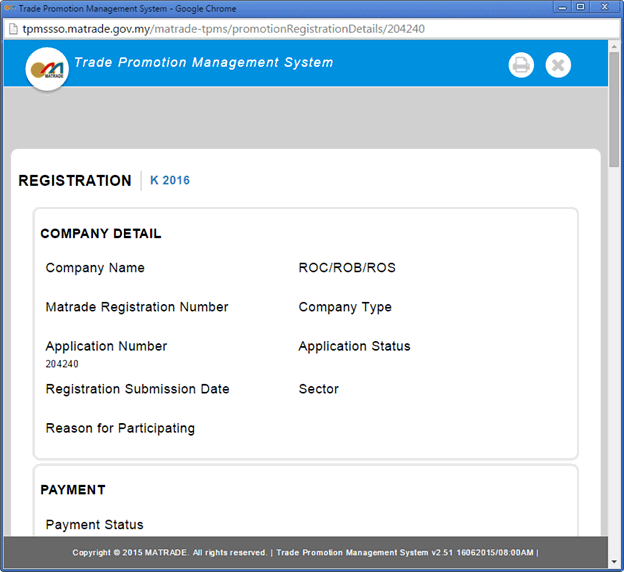 Trade Promotion Management System - Google Chrome
tpmssso.matrade.gov.my/matrade-tpms/promotionRegistrationDetails/204240
MATRADE
Trade Promotion Management System
REGISTRATION K 2016
COMPANY DETAIL
Company Name ROC/ROB/ROS
Matrade Registration Number Company Type
Application Number Application Status
204240
Registration Submission Date Sector
Reason for Participating
PAYMENT
Payment Status
Copyright © 2015 MATRADE. All rights reserved. | Trade Promotion Management System v2.51 16062015/08:00AM |